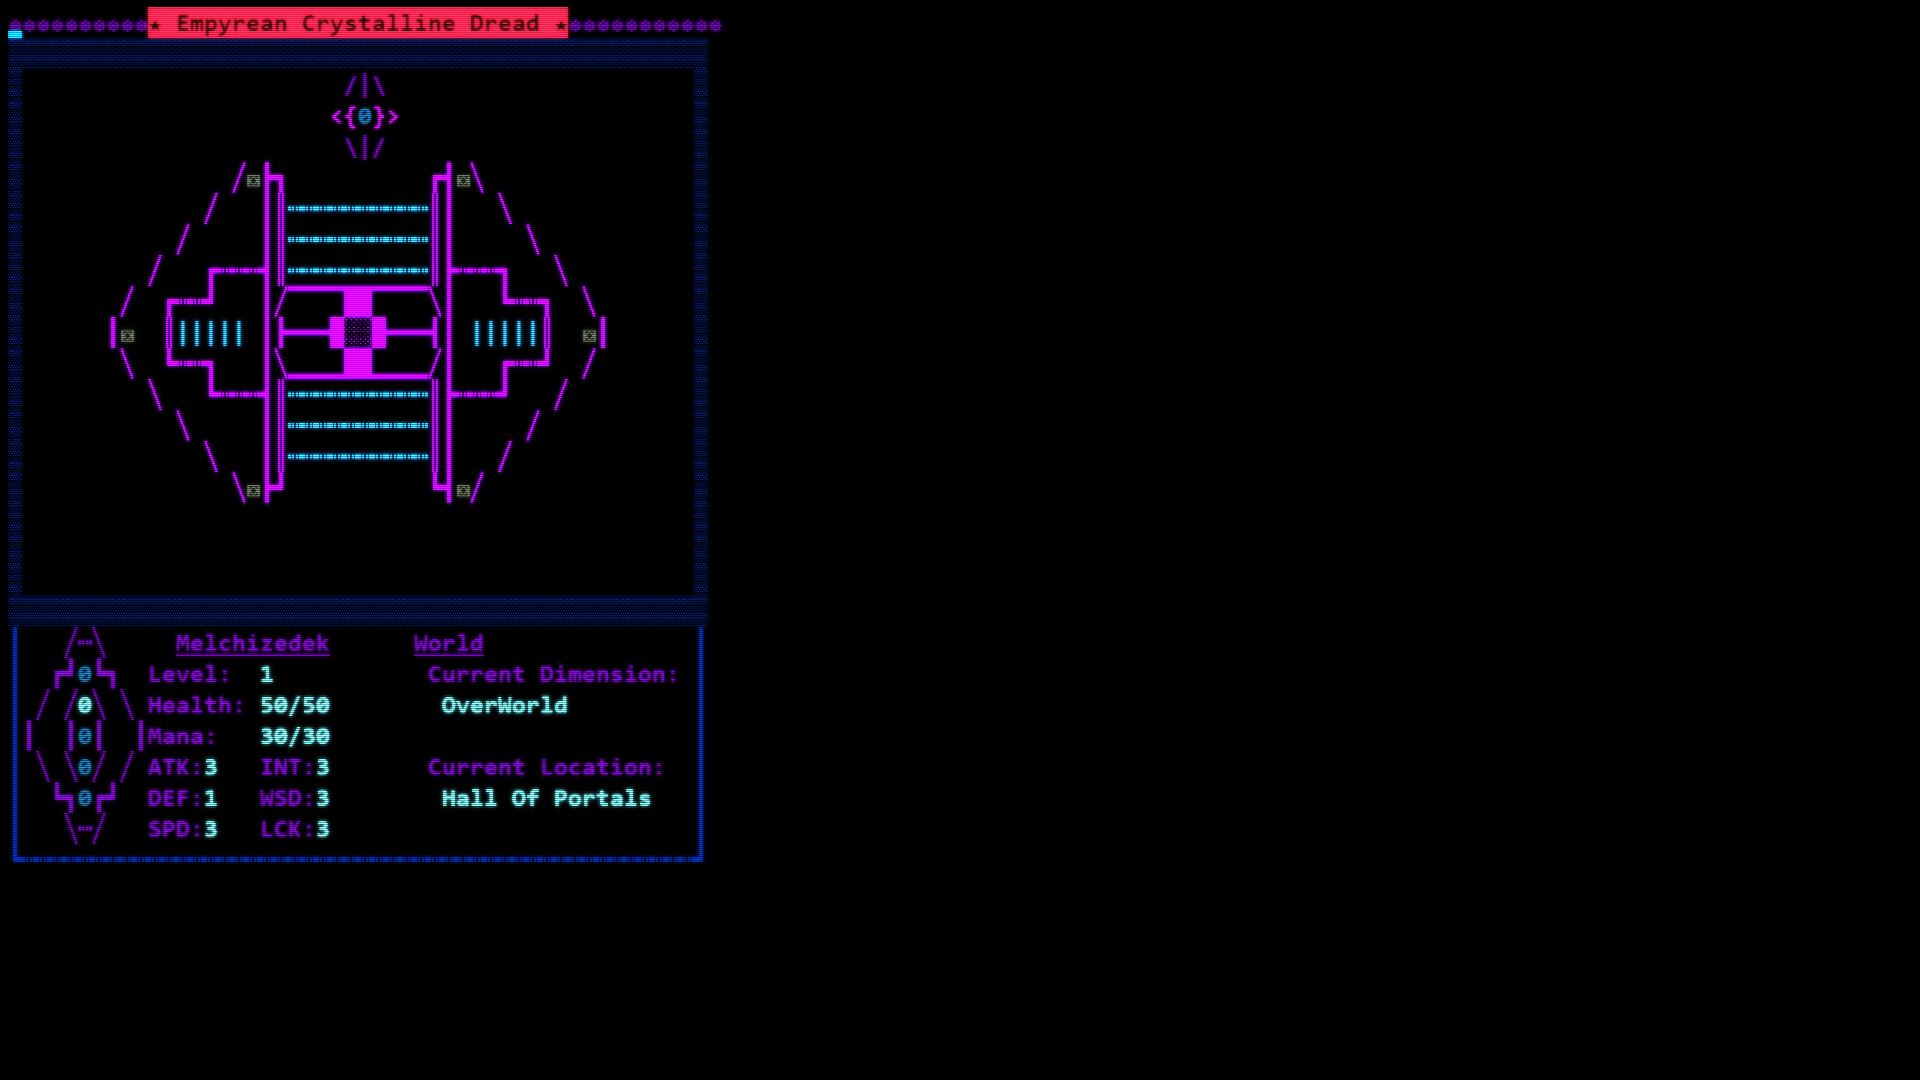 ★ Empyrean Crystalline Dread ★
<{0}>
Melchizedek World
Level: 1 Current Dimension:
Health: 50/50 OverWorld
Mana: 30/30
ATK:3 INT:3 Current Location:
DEF:1 WSD:3 Hall Of Portals
SPD:3 LCK:3